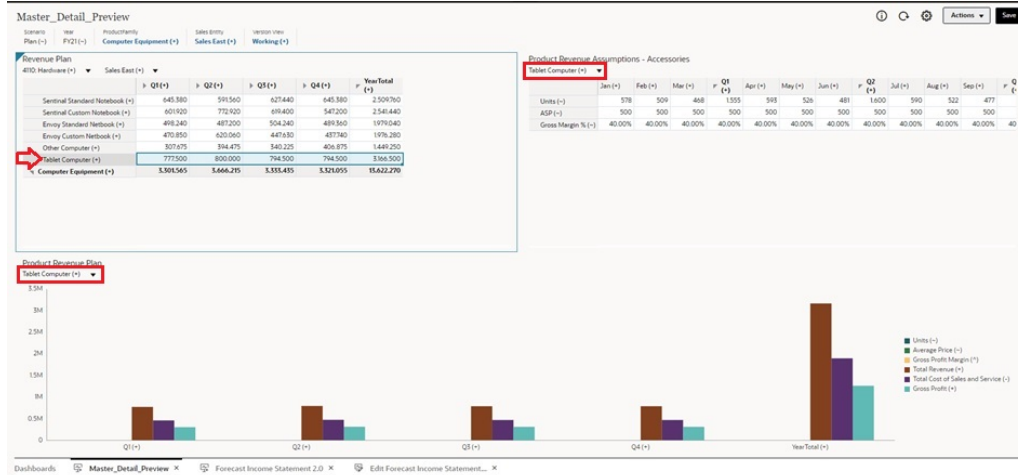 Master_Detail_Preview
Actions
Save
Scenario Year ProductFamily Sales Entity Version View
Plan (~) FY21 (~) Computer Equipment (+) Sales East (+) Working (+)
Revenue Plan
4110: Hardware (+) Sales East (+)
Q1(+) Q2(+) Q3(+) Q4(+) YearTotal (+)
Sentinal Standard Notebook (+) 645.380 591.560 627.440 645.380 2.509.760
Sentinal Custom Notebook (+) 601.920 772.920 619.400 547.200 2.541.440
Envoy Standard Netbook (+) 498.240 487.200 504.240 489.360 1.979.040
Envoy Custom Netbook (+) 470.850 620.060 447.630 437.740 1.976.280
Other Computer (+) 307.675 394.475 340.225 406.875 1.449.250
Tablet Computer (+) 777.500 800.000 794.500 794.500 3.166.500
Computer Equipment (+) 3.301.565 3.666.215 3.333.435 3.321.055 13.622.270
Product Revenue Assumptions - Accessories
Tablet Computer (+)
Jan (+) Feb (+) Mar (+) Q1 (+) Apr (+) May (+) Jun (+) Q2 (+) Jul (+) Aug (+) Sep (+)
Units (~) 578 509 468 1.555 593 526 481 1.600 590 522 477
ASP (~) 500 500 500 500 500 500 500 500 500 500 500
Gross Margin % (~) 40.00% 40.00% 40.00% 40.00% 40.00% 40.00% 40.00% 40.00% 40.00% 40.00% 40.00%
Product Revenue Plan
Tablet Computer (+)
3.5M
3M
2.5M
2M
1.5M
1M
0.5M
0
Q1 (+) Q2 (+) Q3 (+) Q4 (+) YearTotal (+)
Units (~)
Average Price (~)
Gross Profit Margin (~)
Total Revenue (+)
Total Cost of Sales and Service (-)
Gross Profit (+)
Dashboards Master_Detail_Preview × Forecast Income Statement 2.0 × Edit Forecast Income Statement... ×